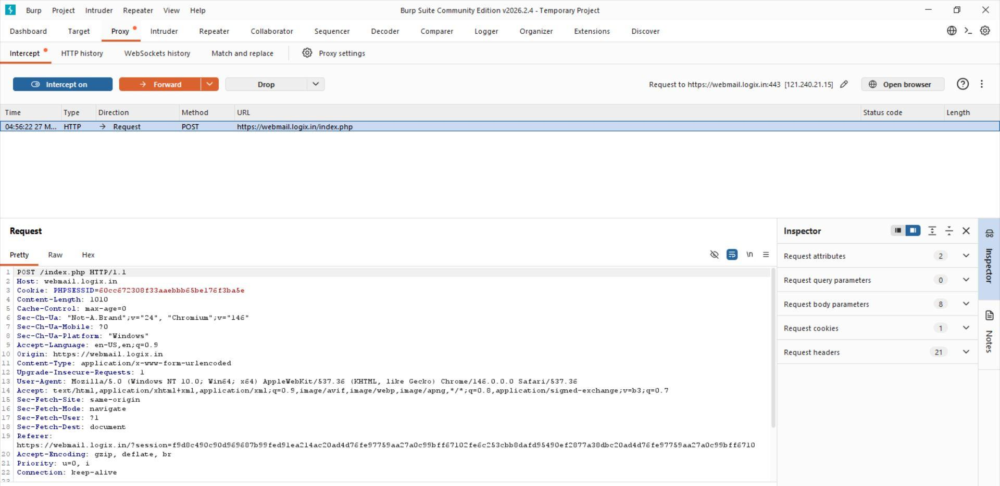 Burp Project Intruder Repeater View Help Burp Suite Community Edition v2026.2.4 - Temporary Project
Dashboard Target Proxy Intruder Repeater Collaborator Sequencer Decoder Comparer Logger Organizer Extensions Discover
Intercept HTTP history WebSockets history Match and replace Proxy settings
Intercept on Forward Drop Request to https://webmail.logix.in:443 [121.240.21.15] Open browser
Time Type Direction Method URL Status code Length
04:56:22 27 M... HTTP → Request POST https://webmail.logix.in/index.php
Request
Pretty Raw Hex \n
1 POST /index.php HTTP/1.1
2 Host: webmail.logix.in
3 Cookie: PHPSESSID=60cc672308f33aaebbb65be176f3ba5e
4 Content-Length: 1010
5 Cache-Control: max-age=0
6 Sec-Ch-Ua: "Not-A.Brand";v="24", "Chromium";v="146"
7 Sec-Ch-Ua-Mobile: ?0
8 Sec-Ch-Ua-Platform: "Windows"
9 Accept-Language: en-US,en;q=0.9
10 Origin: https://webmail.logix.in
11 Content-Type: application/x-www-form-urlencoded
12 Upgrade-Insecure-Requests: 1
13 User-Agent: Mozilla/5.0 (Windows NT 10.0; Win64; x64) AppleWebKit/537.36 (KHTML, like Gecko) Chrome/146.0.0.0 Safari/537.36
14 Accept: text/html,application/xhtml+xml,application/xml;q=0.9,image/avif,image/webp,image/apng,*/*;q=0.8,application/signed-exchange;v=b3;q=0.7
15 Sec-Fetch-Site: same-origin
16 Sec-Fetch-Mode: navigate
17 Sec-Fetch-User: ?1
18 Sec-Fetch-Dest: document
19 Referer:
https://webmail.logix.in/?session=f9d8c490c90d969687b99fed91ea214ac20ad4d76fe97759aa27a0c99bff67102fe6c253cbb8dafd95490ef2877a38dbc20ad4d76fe97759aa27a0c99bff6710
20 Accept-Encoding: gzip, deflate, br
21 Priority: u=0, i
22 Connection: keep-alive
23
Inspector
Request attributes 2
Request query parameters 0
Request body parameters 8
Request cookies 1
Request headers 21
Inspector
Notes